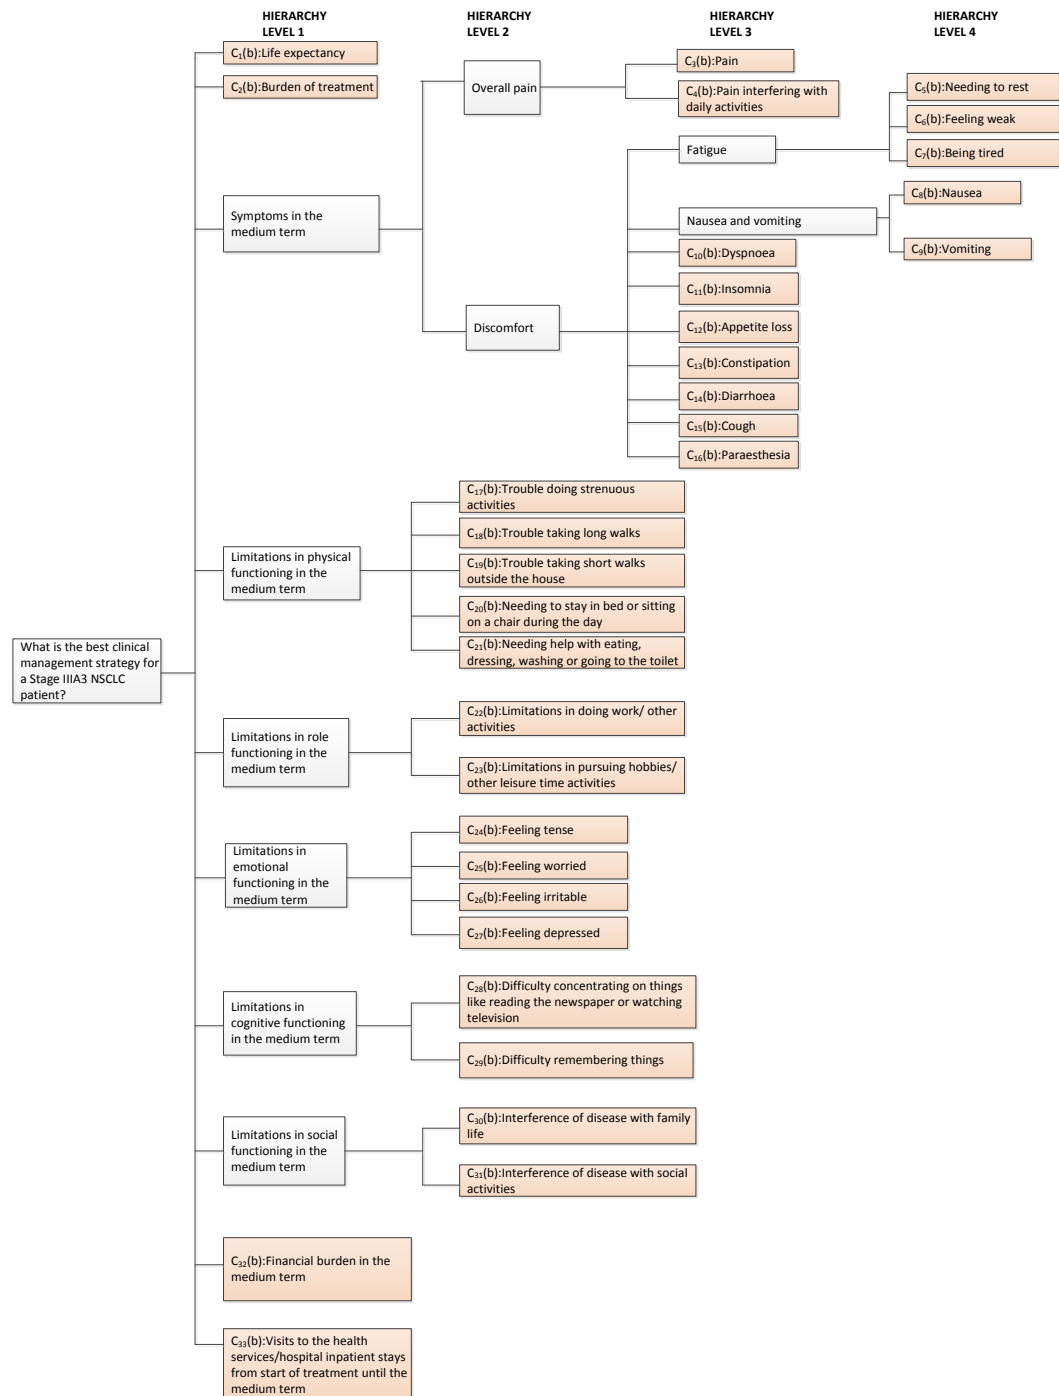 HIERARCHY
LEVEL 1
HIERARCHY
LEVEL 2
HIERARCHY
LEVEL 3
HIERARCHY
LEVEL 4
What is the best clinical
management strategy for
a Stage IIIA3 NSCLC
patient?
C₁(b):Life expectancy
C₂(b):Burden of treatment
Symptoms in the
medium term
Overall pain
C₃(b):Pain
C₄(b):Pain interfering with
daily activities
Discomfort
Fatigue
C₅(b):Needing to rest
C₆(b):Feeling weak
C₇(b):Being tired
Nausea and vomiting
C₈(b):Nausea
C₉(b):Vomiting
C₁₀(b):Dyspnoea
C₁₁(b):Insomnia
C₁₂(b):Appetite loss
C₁₃(b):Constipation
C₁₄(b):Diarrhoea
C₁₅(b):Cough
C₁₆(b):Paraesthesia
Limitations in physical
functioning in the
medium term
C₁₇(b):Trouble doing strenuous
activities
C₁₈(b):Trouble taking long walks
C₁₉(b):Trouble taking short walks
outside the house
C₂₀(b):Needing to stay in bed or sitting
on a chair during the day
C₂₁(b):Needing help with eating,
dressing, washing or going to the toilet
Limitations in role
functioning in the
medium term
C₂₂(b):Limitations in doing work/ other
activities
C₂₃(b):Limitations in pursuing hobbies/
other leisure time activities
Limitations in
emotional
functioning in the
medium term
C₂₄(b):Feeling tense
C₂₅(b):Feeling worried
C₂₆(b):Feeling irritable
C₂₇(b):Feeling depressed
Limitations in
cognitive functioning
in the medium term
C₂₈(b):Difficulty concentrating on things
like reading the newspaper or watching
television
C₂₉(b):Difficulty remembering things
Limitations in social
functioning in the
medium term
C₃₀(b):Interference of disease with family
life
C₃₁(b):Interference of disease with social
activities
C₃₂(b):Financial burden in the
medium term
C₃₃(b):Visits to the health
services/hospital inpatient stays
from start of treatment until the
medium term